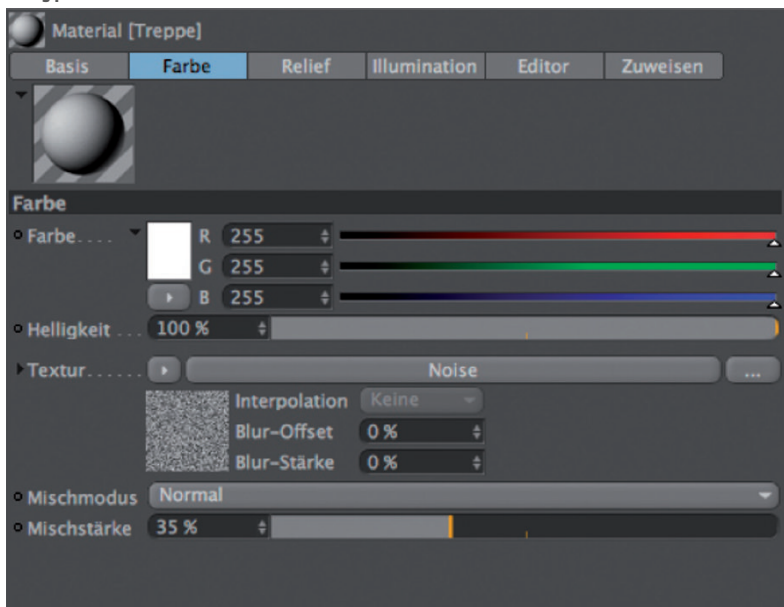 Material [Treppe]
Basis Farbe Relief Illumination Editor Zuweisen
Farbe
Farbe.... R 255
G 255
B 255
Helligkeit ... 100 %
Textur...... Noise ...
Interpolation Keine
Blur-Offset 0 %
Blur-Stärke 0 %
Mischmodus Normal
Mischstärke 35 %